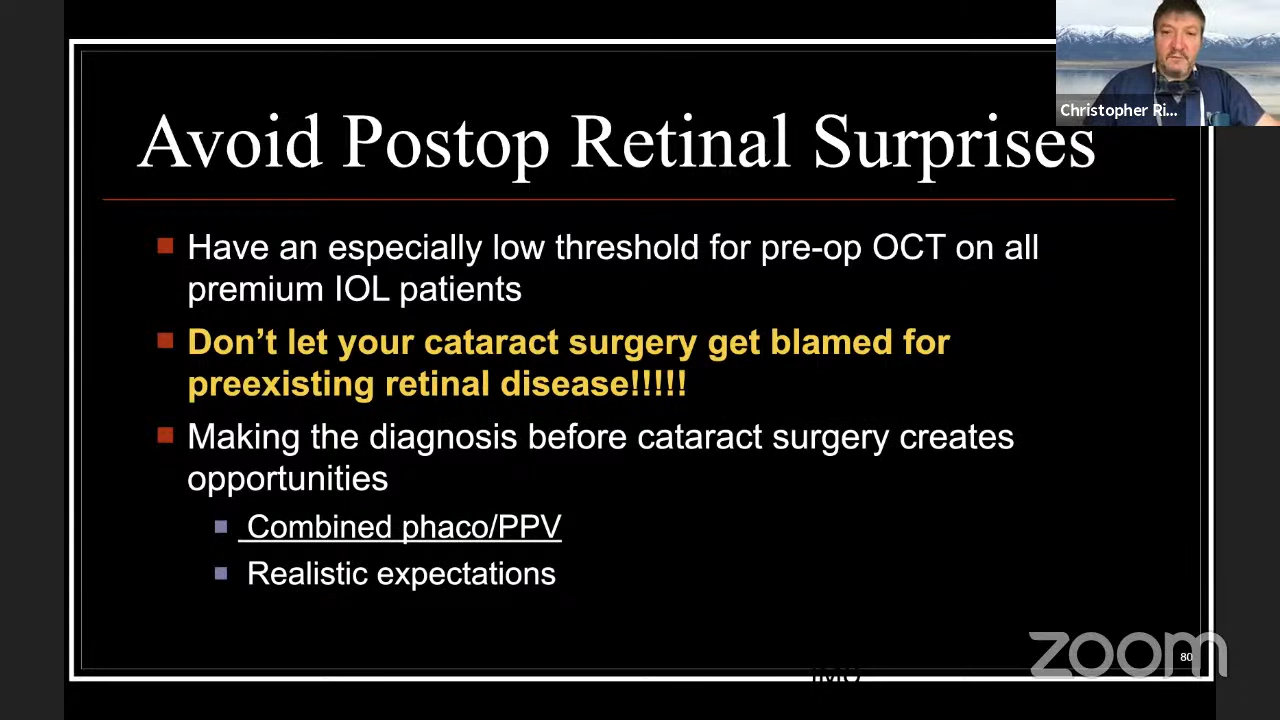 Christopher Ri...
Avoid Postop Retinal Surprises
Have an especially low threshold for pre-op OCT on all
premium IOL patients
Don’t let your cataract surgery get blamed for
preexisting retinal disease!!!!!
Making the diagnosis before cataract surgery creates
opportunities
Combined phaco/PPV
Realistic expectations
zoom
80